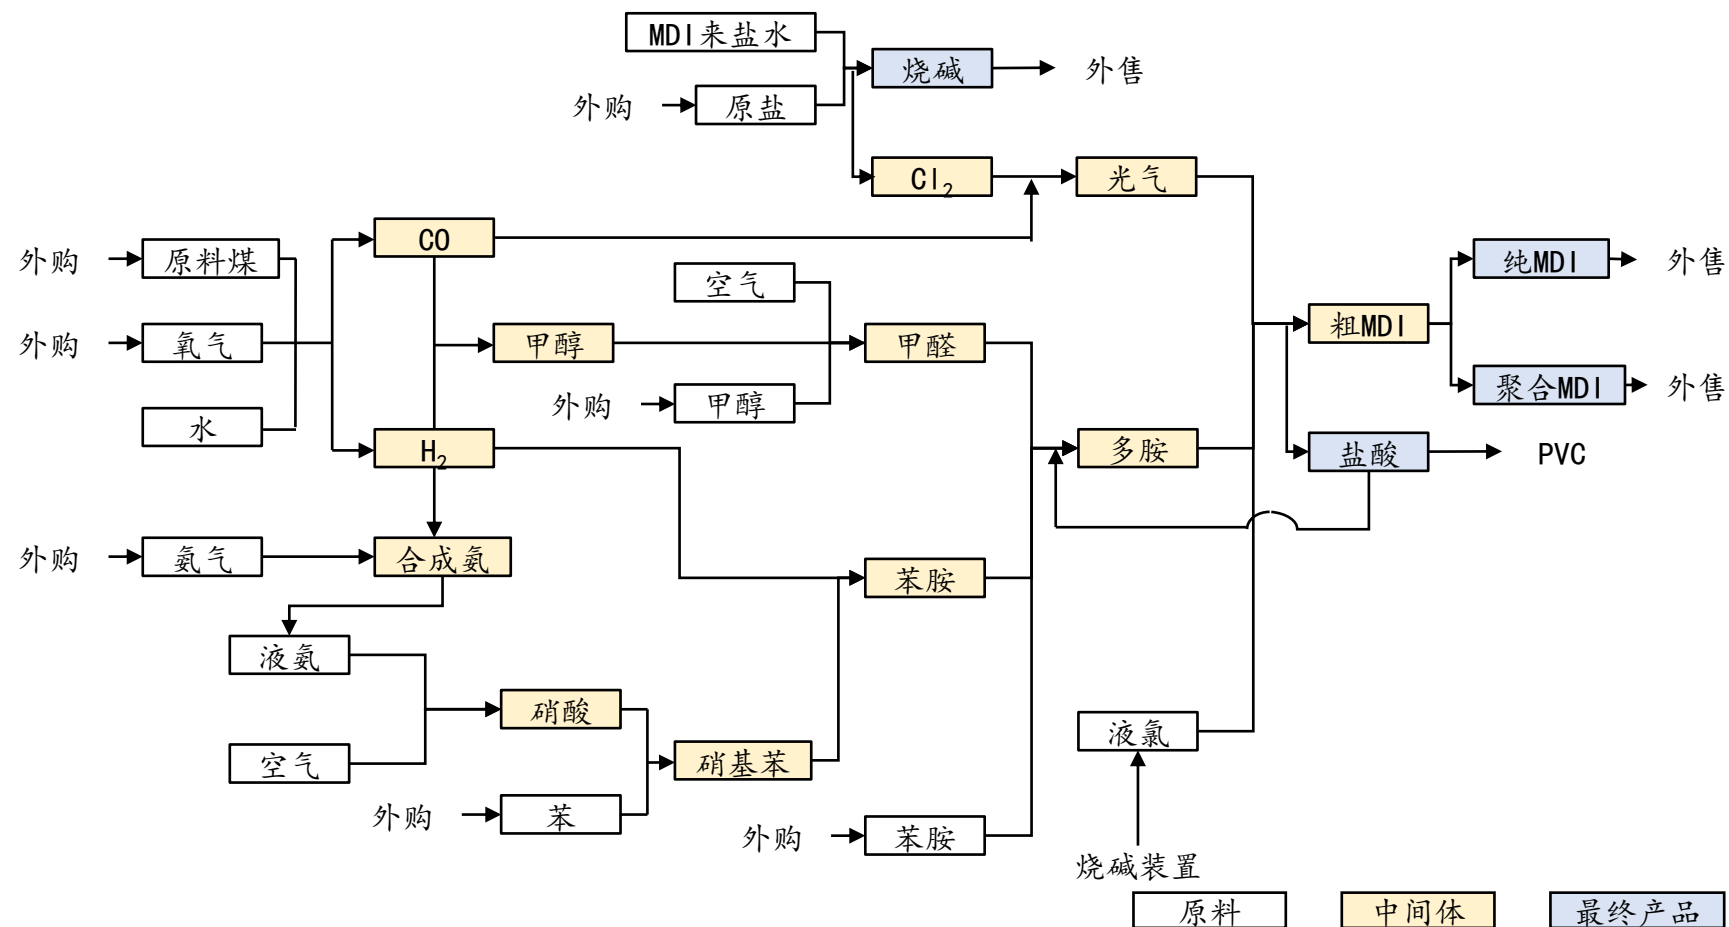 MDI来盐水
烧碱
外售
外购
原盐
Cl₂
光气
CO
外购
原料煤
空气
纯MDI
外售
外购
氧气
甲醇
甲醛
粗MDI
外购
甲醇
聚合MDI
外售
水
H₂
多胺
盐酸
PVC
外购
氨气
合成氨
苯胺
液氨
硝酸
液氯
空气
硝基苯
外购
苯
外购
苯胺
烧碱装置
原料
中间体
最终产品